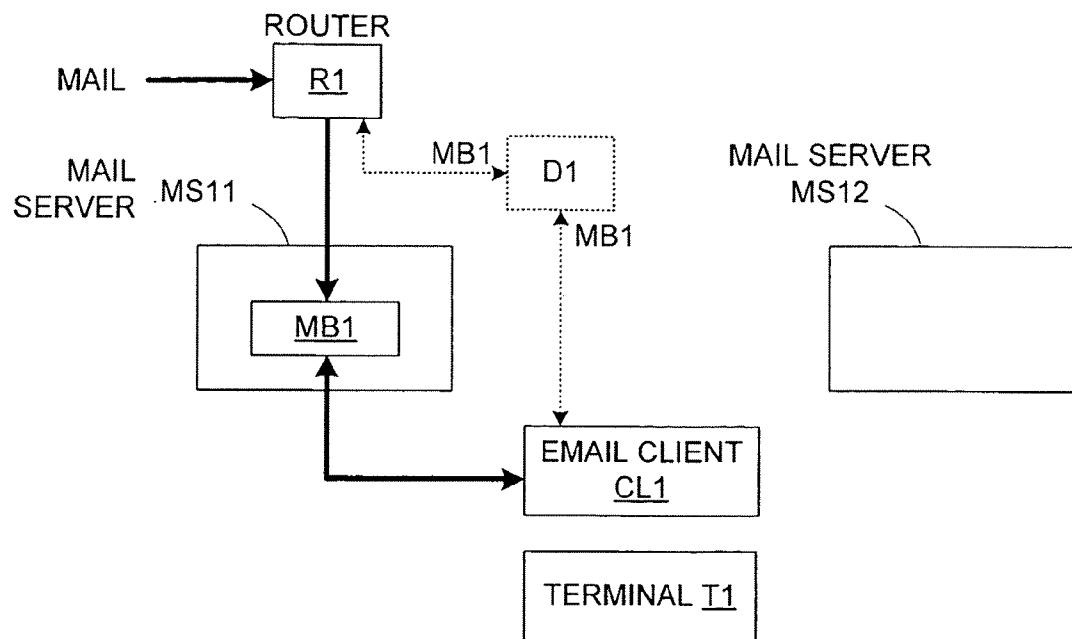 ROUTER
MAIL
R1
MB1
D1
MAIL SERVER
MS12
MAIL
SERVER
MS11
MB1
MB1
EMAIL CLIENT
CL1
TERMINAL T1